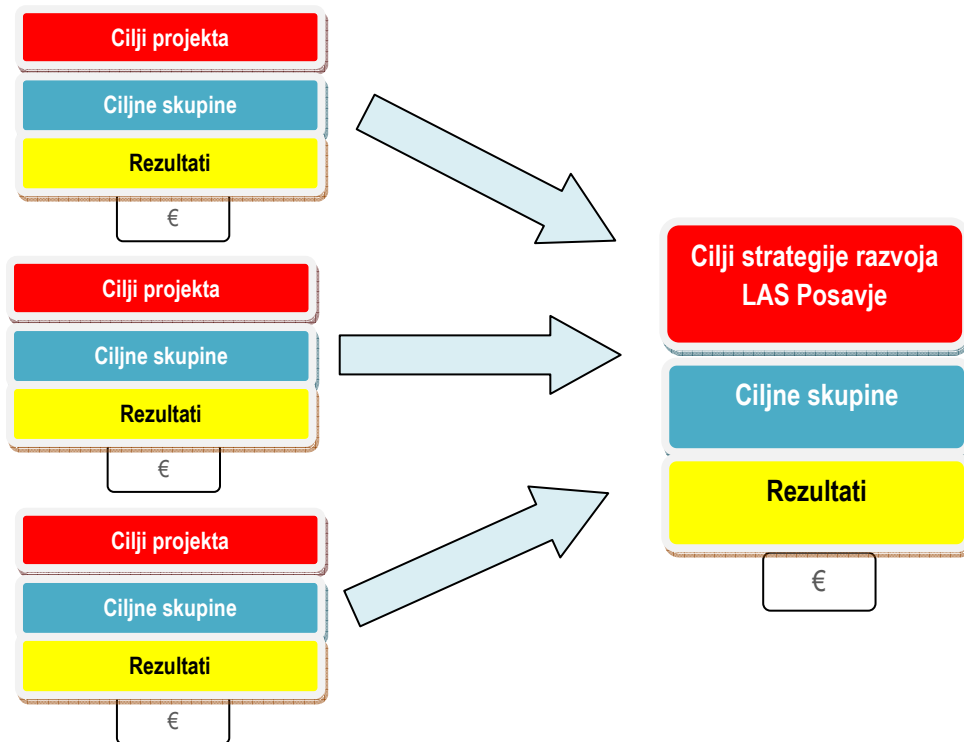 Cilji projekta
Ciljne skupine
Rezultati
€
Cilji projekta
Ciljne skupine
Rezultati
€
Cilji projekta
Ciljne skupine
Rezultati
€
Cilji strategije razvoja
LAS Posavje
Ciljne skupine
Rezultati
€